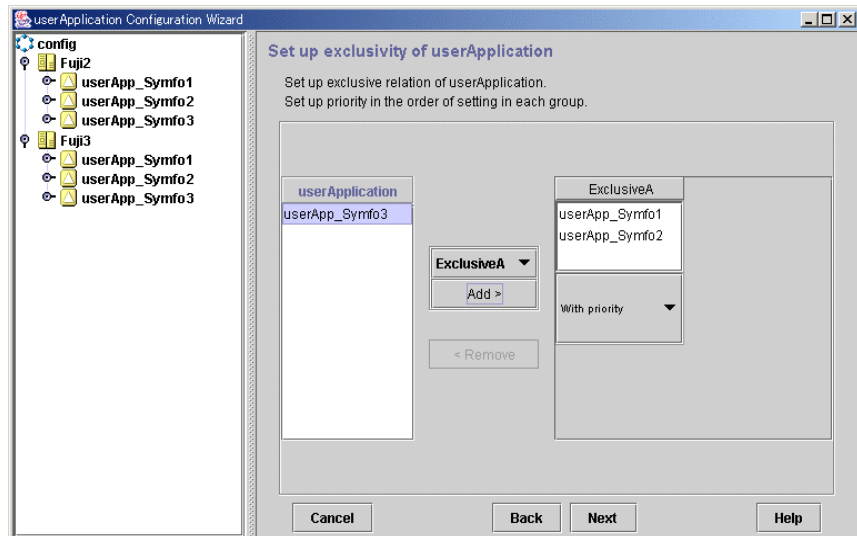 userApplication Configuration Wizard
config
Fuji2
userApp_Symfo1
userApp_Symfo2
userApp_Symfo3
Fuji3
userApp_Symfo1
userApp_Symfo2
userApp_Symfo3
Set up exclusivity of userApplication
Set up exclusive relation of userApplication.
Set up priority in the order of setting in each group.
userApplication
userApp_Symfo3
ExclusiveA
Add >
< Remove
ExclusiveA
userApp_Symfo1
userApp_Symfo2
With priority
Cancel
Back
Next
Help